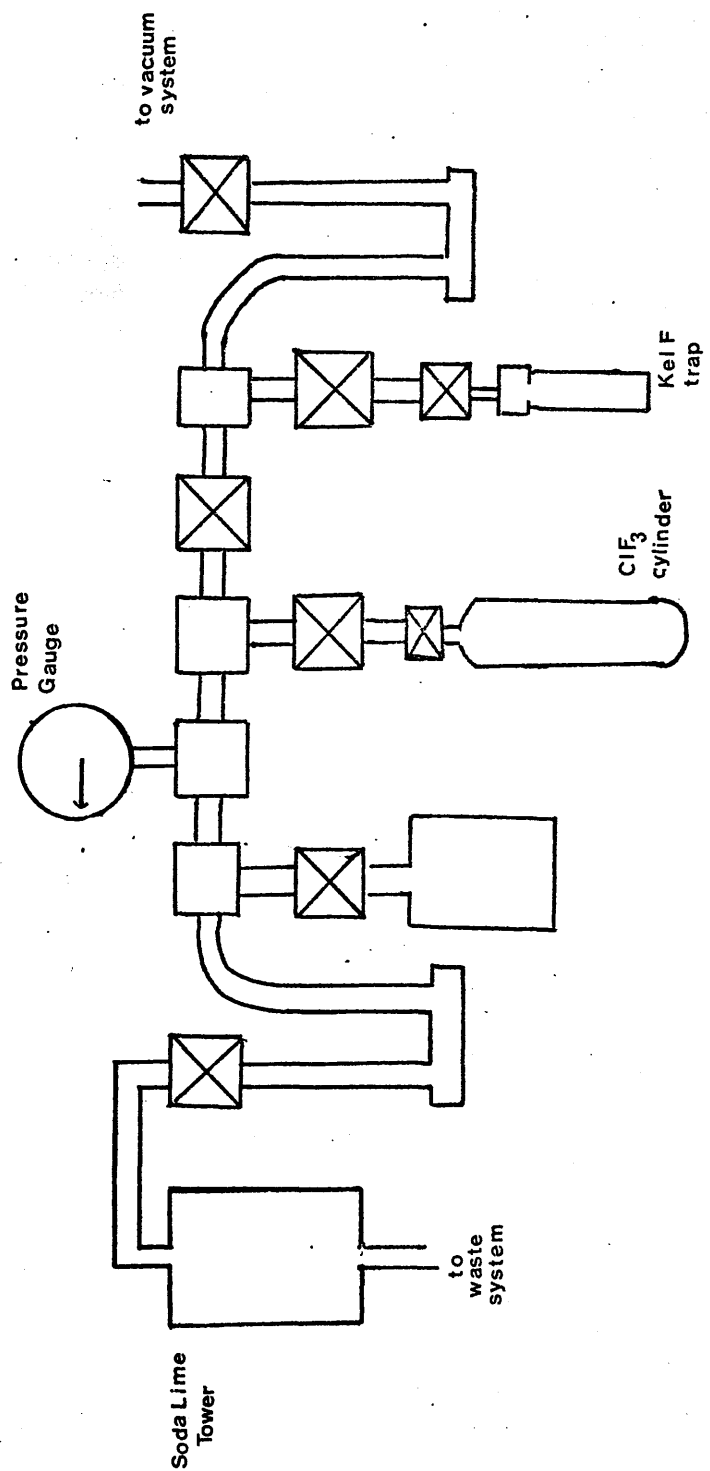 to vacuum
system
Pressure
Gauge
Kel F
trap
ClF3
cylinder
to
waste
system
Soda Lime
Tower